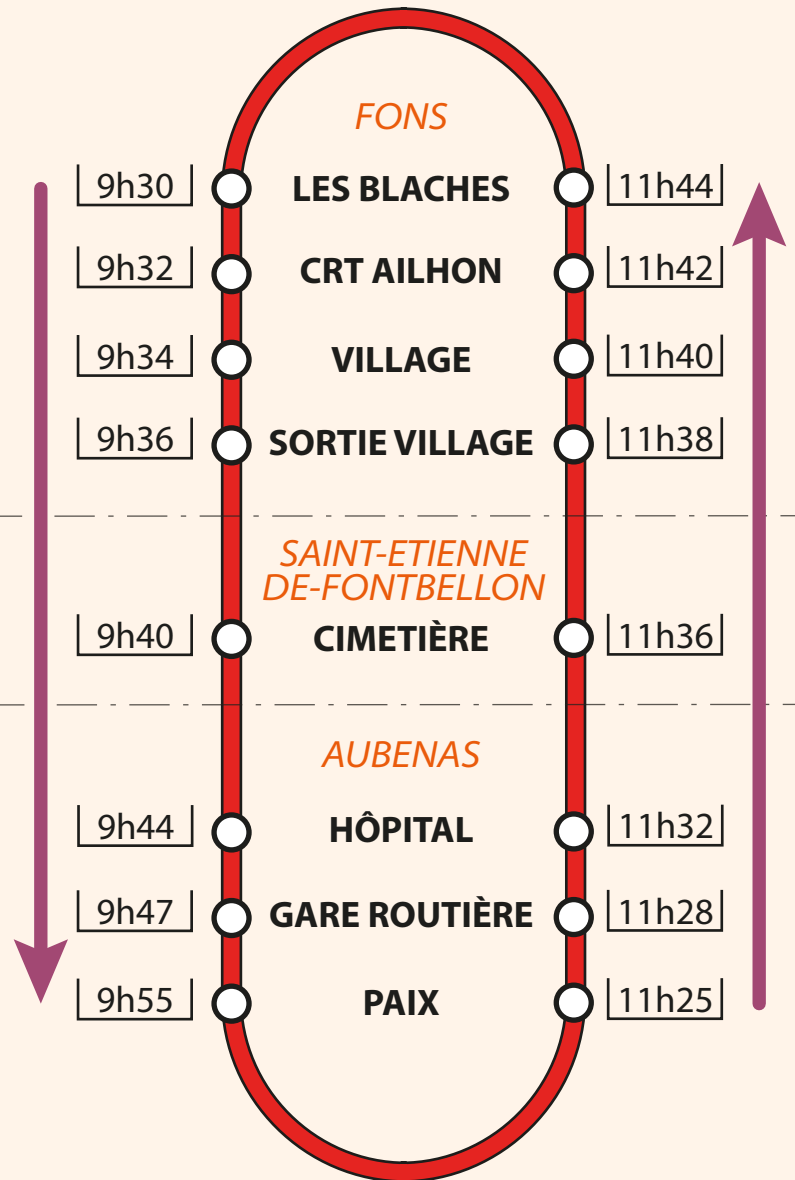 FONS
9h30 LES BLACHES 11h44
9h32 CRT AILHON 11h42
9h34 VILLAGE 11h40
9h36 SORTIE VILLAGE 11h38
SAINT-ETIENNE
DE-FONTBELLON
9h40 CIMETIÈRE 11h36
AUBENAS
9h44 HÔPITAL 11h32
9h47 GARE ROUTIÈRE 11h28
9h55 PAIX 11h25